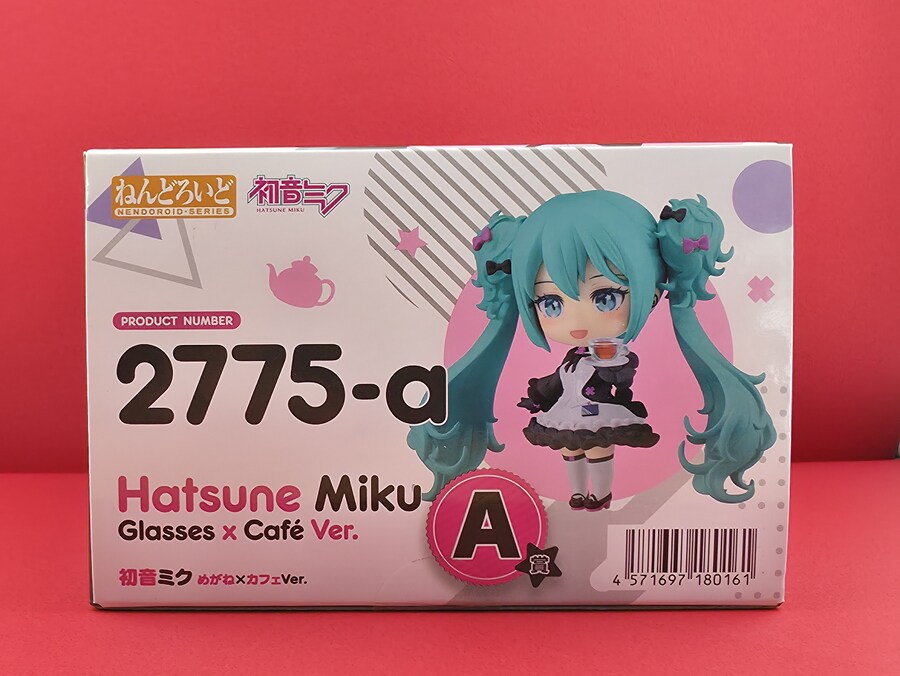 ねんどろいど
NENDOROID-SERIES
初音ミク
HATSUNE MIKU
PRODUCT NUMBER
2775-a
Hatsune Miku
Glasses x Café Ver.
初音ミク めがね×カフェVer.
A
賞
4 571697 180161